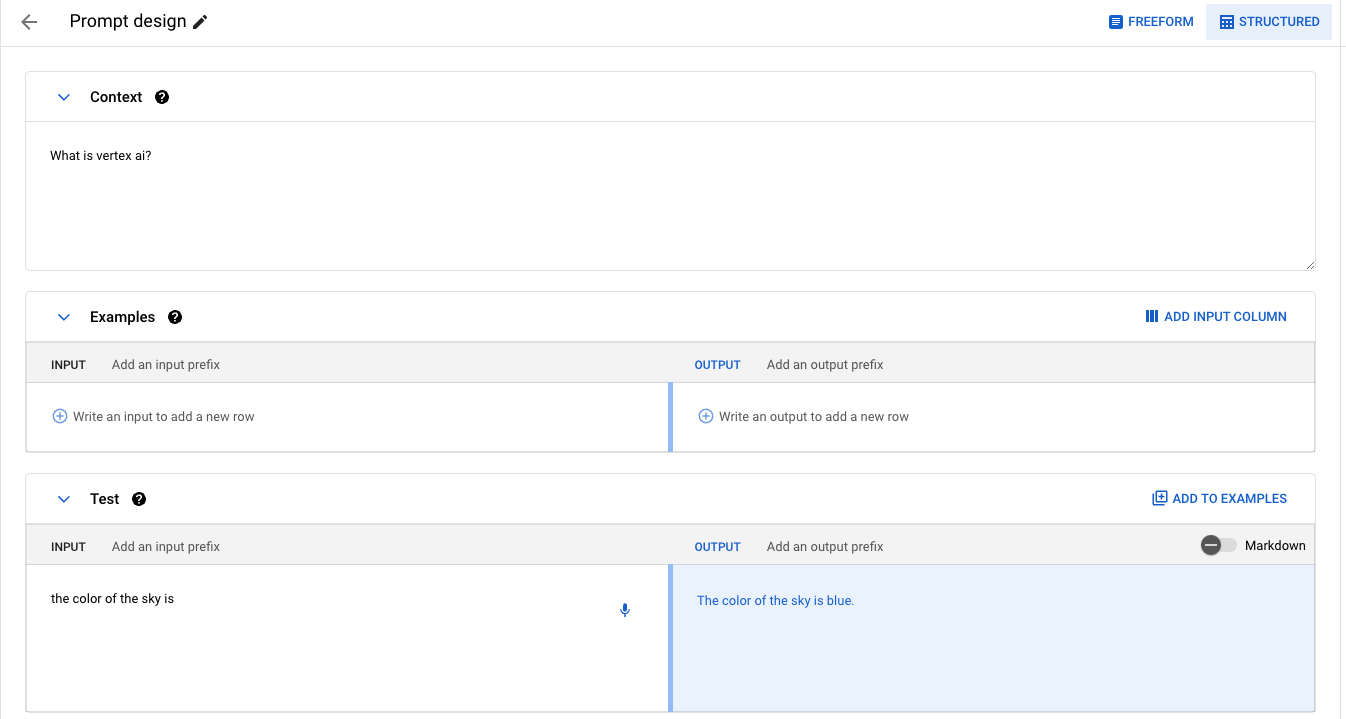 Prompt design
FREEFORM
STRUCTURED
Context
What is vertex ai?
Examples
ADD INPUT COLUMN
INPUT Add an input prefix
OUTPUT Add an output prefix
Write an input to add a new row
Write an output to add a new row
Test
ADD TO EXAMPLES
INPUT Add an input prefix
OUTPUT Add an output prefix
Markdown
the color of the sky is
The color of the sky is blue.